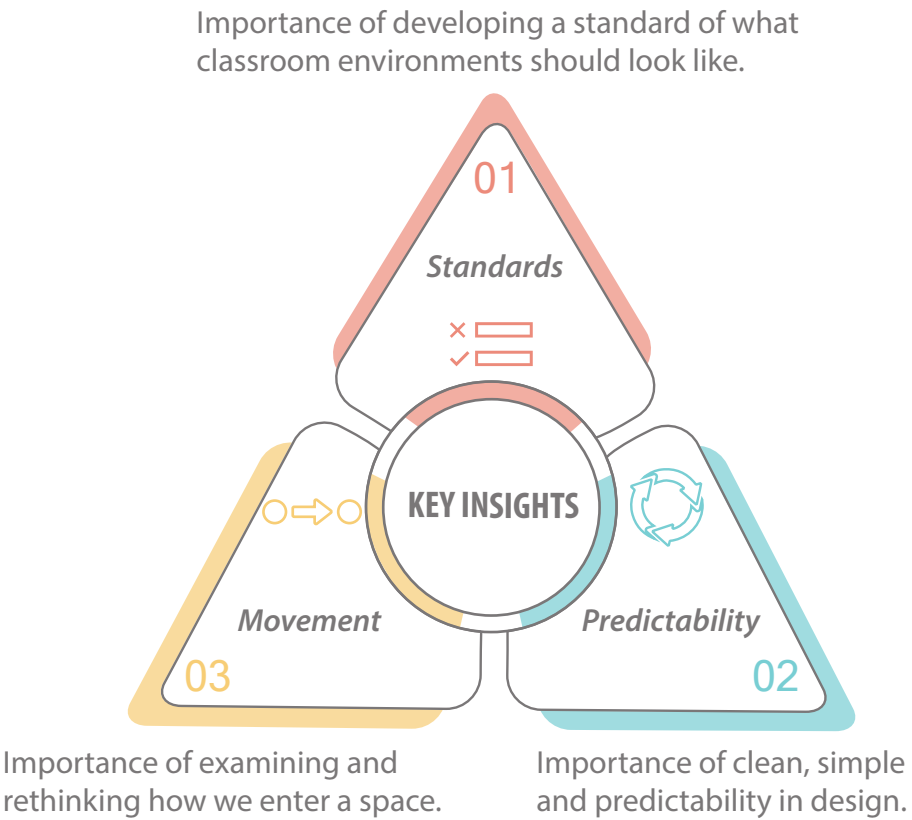 Importance of developing a standard of what
classroom environments should look like.
01
Standards
KEY INSIGHTS
Predictability
02
Importance of clean, simple
and predictability in design.
Movement
03
Importance of examining and
rethinking how we enter a space.